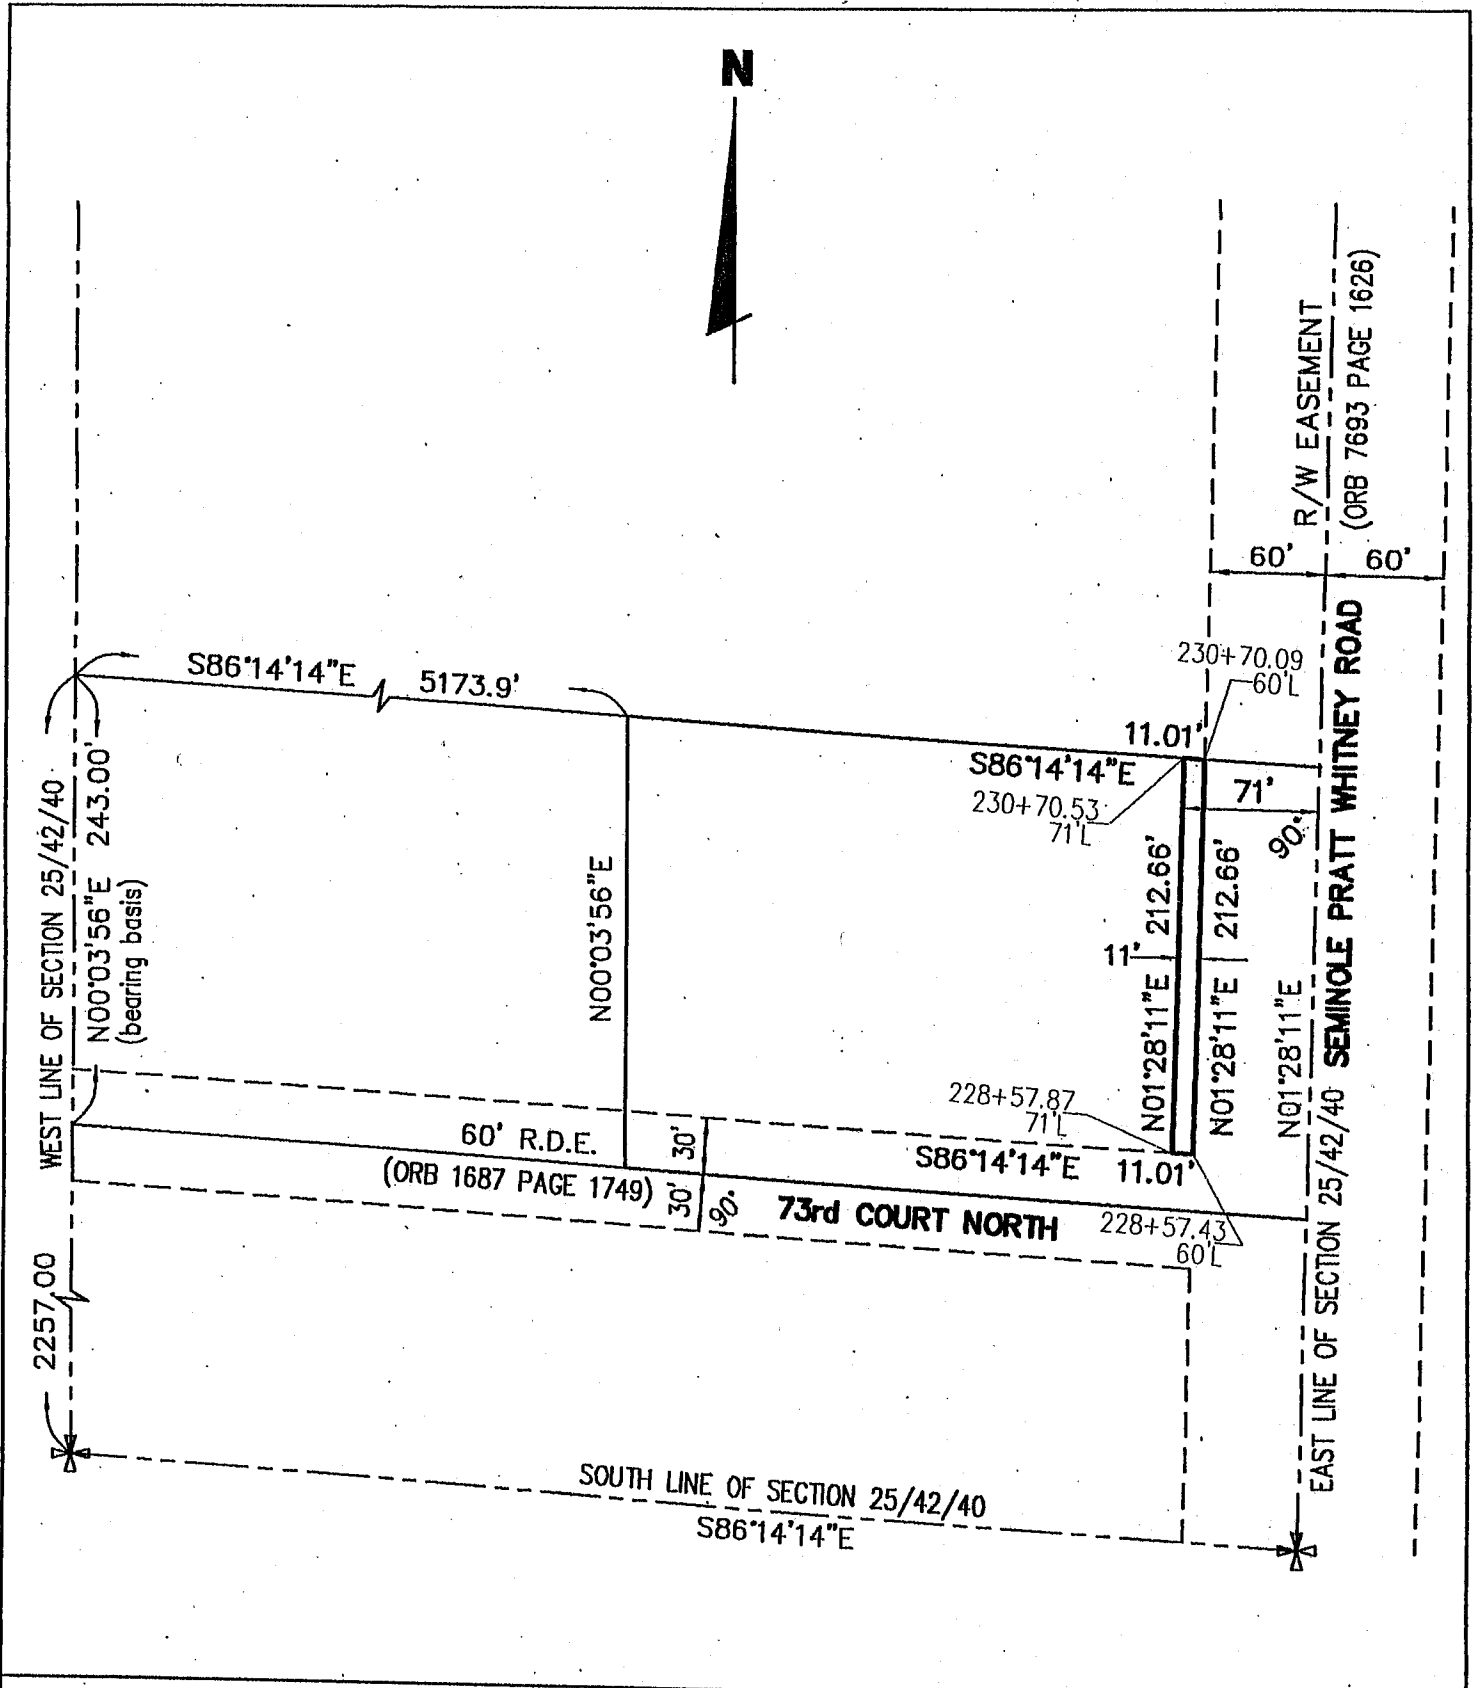 N
R/W EASEMENT
(ORB 7693 PAGE 1626)
60'
60'
230+70.09
60'L
S86°14'14"E
5173.9'
11.01'
S86°14'14"E
230+70.53
71'L
71'
90°
WEST LINE OF SECTION 25/42/40
N00°03'56"E 243.00'
(bearing basis)
N00°03'56"E
11'
N01°28'11"E 212.66'
N01°28'11"E 212.66'
N01°28'11"E
SEMINOLE PRATT WHITNEY ROAD
EAST LINE OF SECTION 25/42/40
228+57.87
71'L
60' R.D.E.
(ORB 1687 PAGE 1749)
30'
30'
90°
S86°14'14"E 11.01'
73rd COURT NORTH
228+57.43
60'L
2257.00
SOUTH LINE OF SECTION 25/42/40
S86°14'14"E